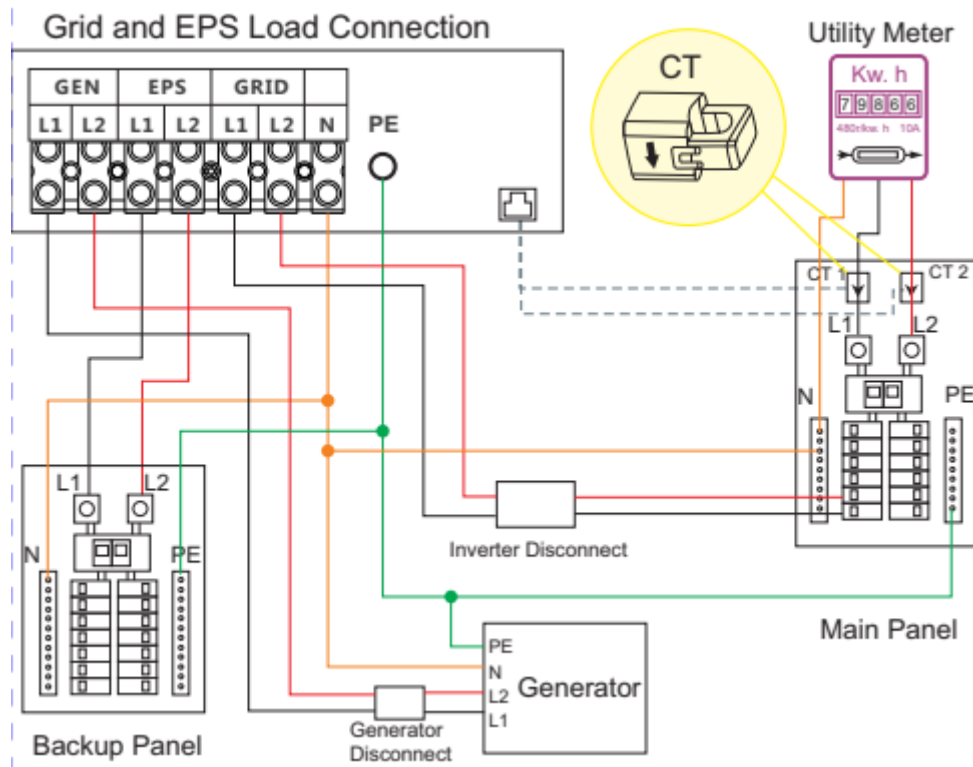 Grid and EPS Load Connection
Utility Meter
CT
Kw. h
79866
480r/kw. h 10A
GEN EPS GRID
L1 L2 L1 L2 L1 L2 N PE
CT 1 CT 2
L1 L2
N PE
L1 L2
N PE
Inverter Disconnect
Main Panel
PE
N
L2
L1
Generator
Generator
Disconnect
Backup Panel